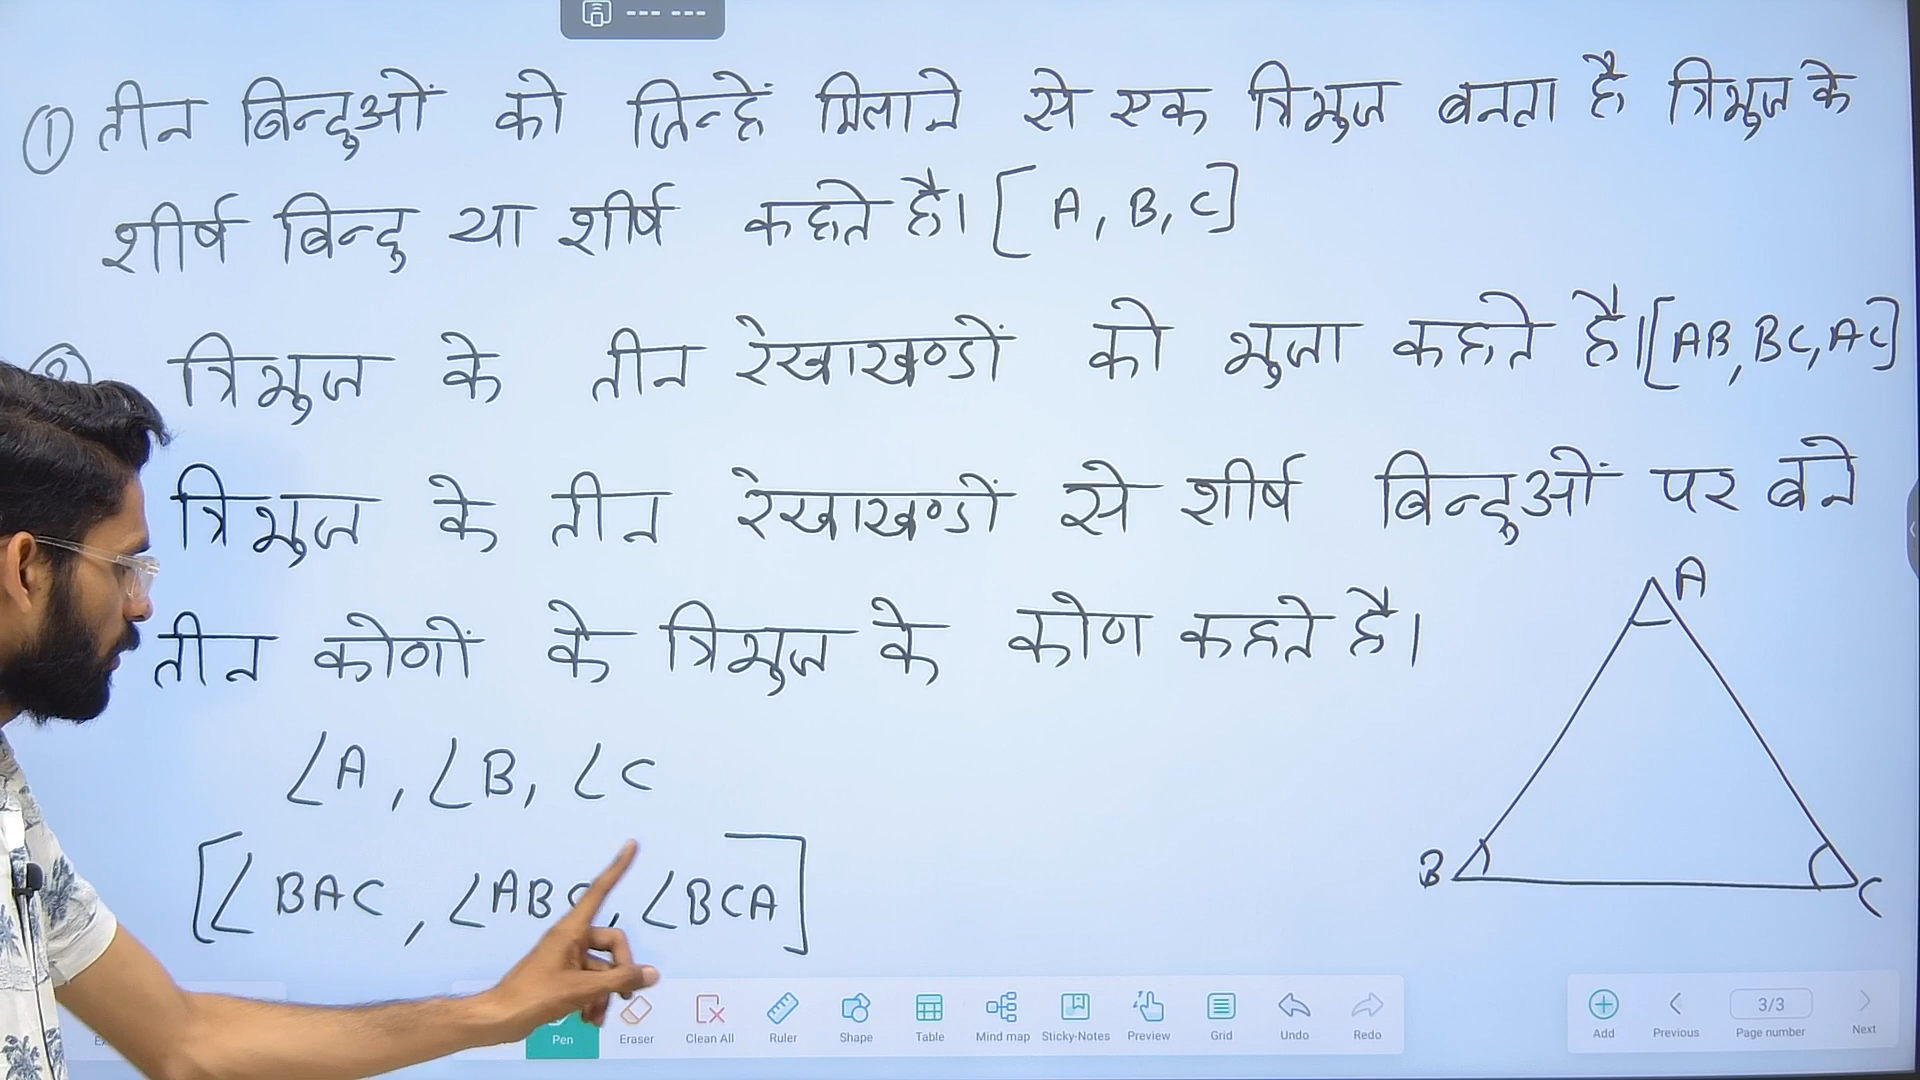 ① तीन बिन्दुओं को जिन्हें मिलाने से एक त्रिभुज बनता है त्रिभुज के
शीर्ष बिन्दु या शीर्ष कहते है। [ A, B, C]
त्रिभुज के तीन रेखाखण्डों को भुजा कहते है। [AB, BC, AC]
त्रिभुज के तीन रेखाखण्डों से शीर्ष बिन्दुओं पर बने
तीन कोणों के त्रिभुज के कोण कहते है।
∠A, ∠B, ∠C
[∠BAC, ∠ABC, ∠BCA]
A
B
C
Pen Eraser Clean All Ruler Shape Table Mind map Sticky-Notes Preview Grid Undo Redo
Add Previous 3/3 Page number Next